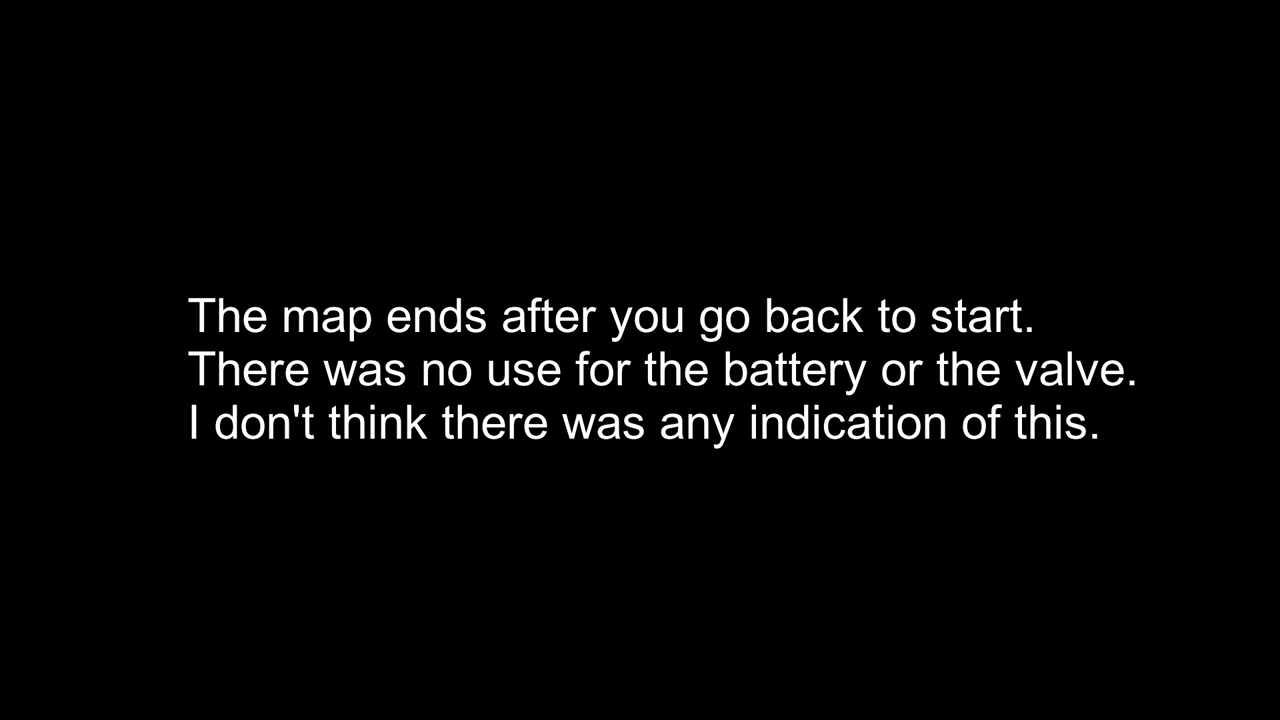 The map ends after you go back to start.
There was no use for the battery or the valve.
I don't think there was any indication of this.